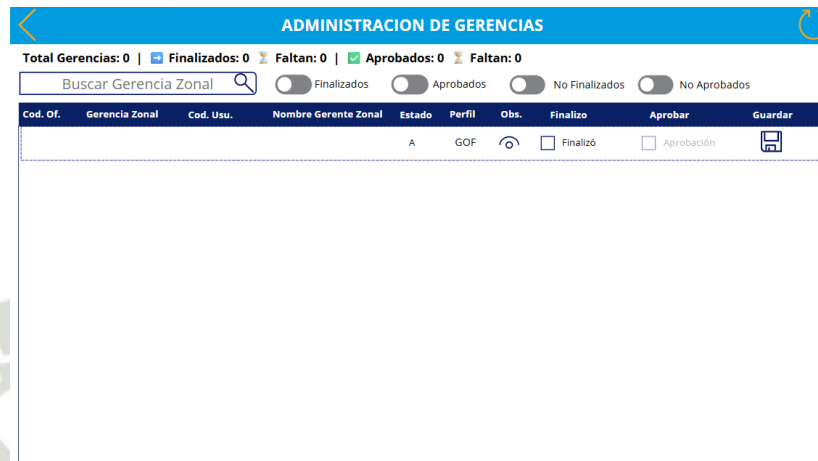 ADMINISTRACION DE GERENCIAS
Total Gerencias: 0 | ➡️ Finalizados: 0 ⏳ Faltan: 0 | ✅ Aprobados: 0 ⏳ Faltan: 0
Buscar Gerencia Zonal Finalizados Aprobados No Finalizados No Aprobados
Cod. Of. Gerencia Zonal Cod. Usu. Nombre Gerente Zonal Estado Perfil Obs. Finalizo Aprobar Guardar
A GOF Finalizó Aprobación